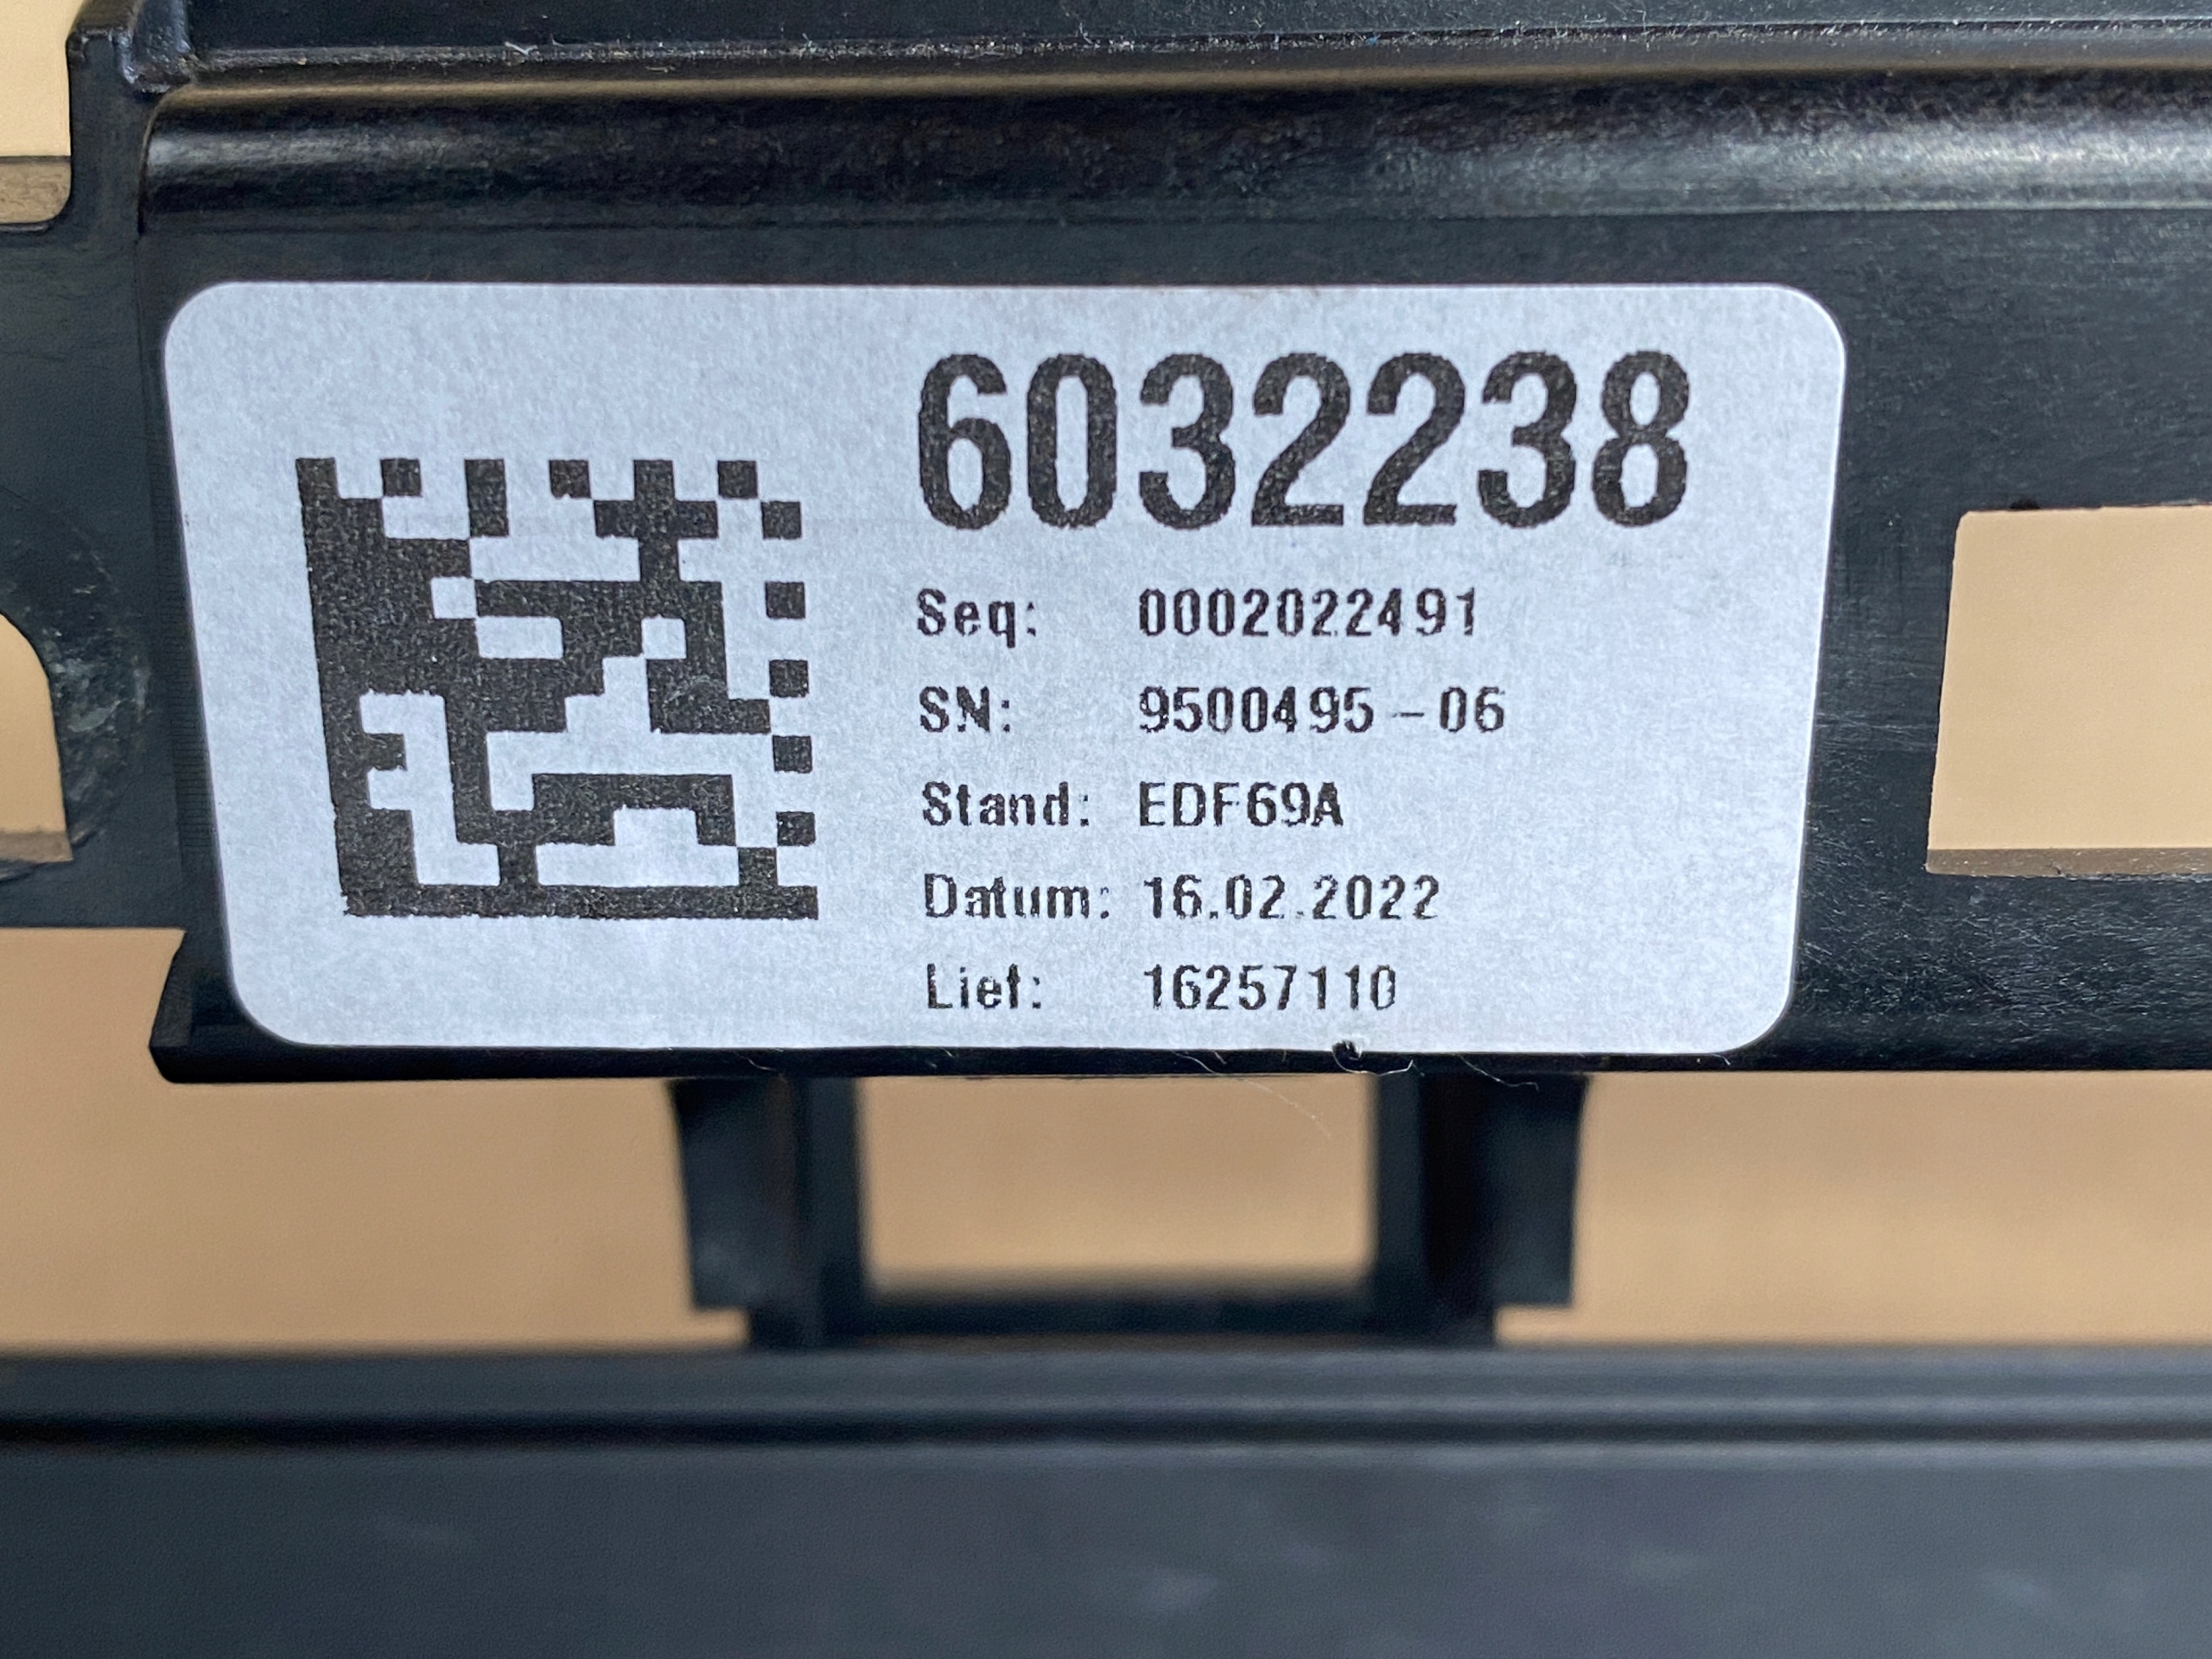 6032238
Seq: 0002022491
SN: 9500495-06
Stand: EDF69A
Datum: 16.02.2022
Lief: 16257110